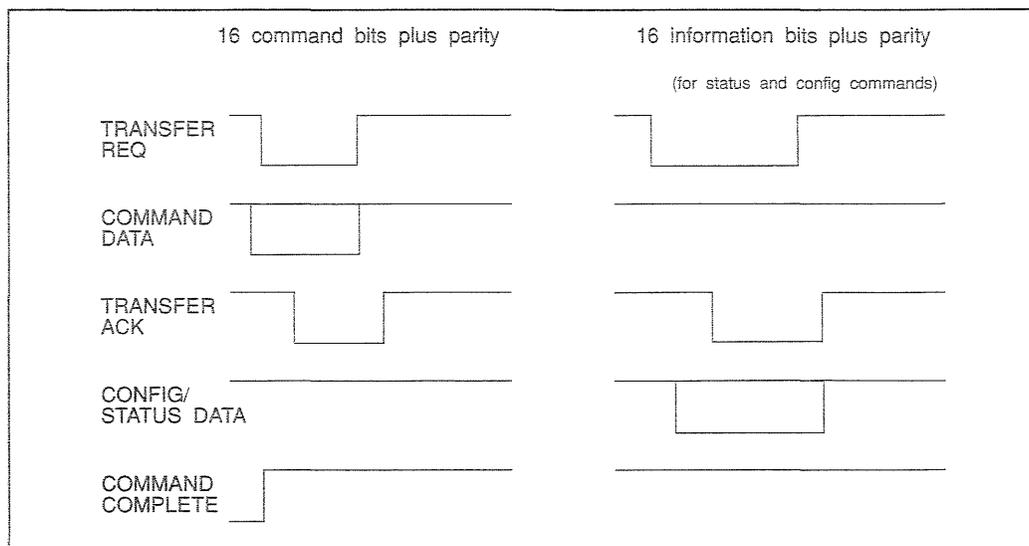 16 command bits plus parity
16 information bits plus parity
(for status and config commands)
TRANSFER
REQ
COMMAND
DATA
TRANSFER
ACK
CONFIG/
STATUS DATA
COMMAND
COMPLETE